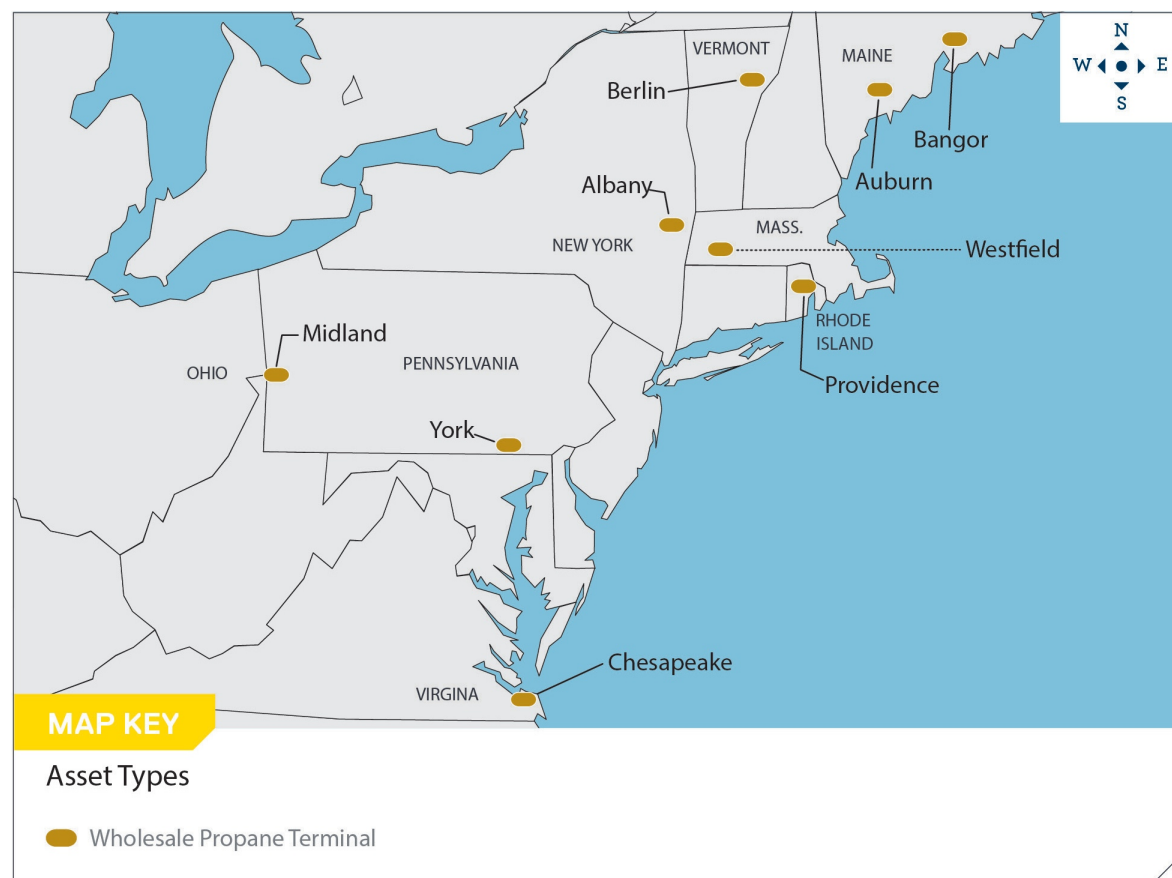 N
W
E
S
VERMONT
MAINE
Berlin
Bangor
Auburn
Albany
MASS.
NEW YORK
Westfield
RHODE
ISLAND
Midland
OHIO
PENNSYLVANIA
Providence
York
Chesapeake
VIRGINA
MAP KEY
Asset Types
Wholesale Propane Terminal